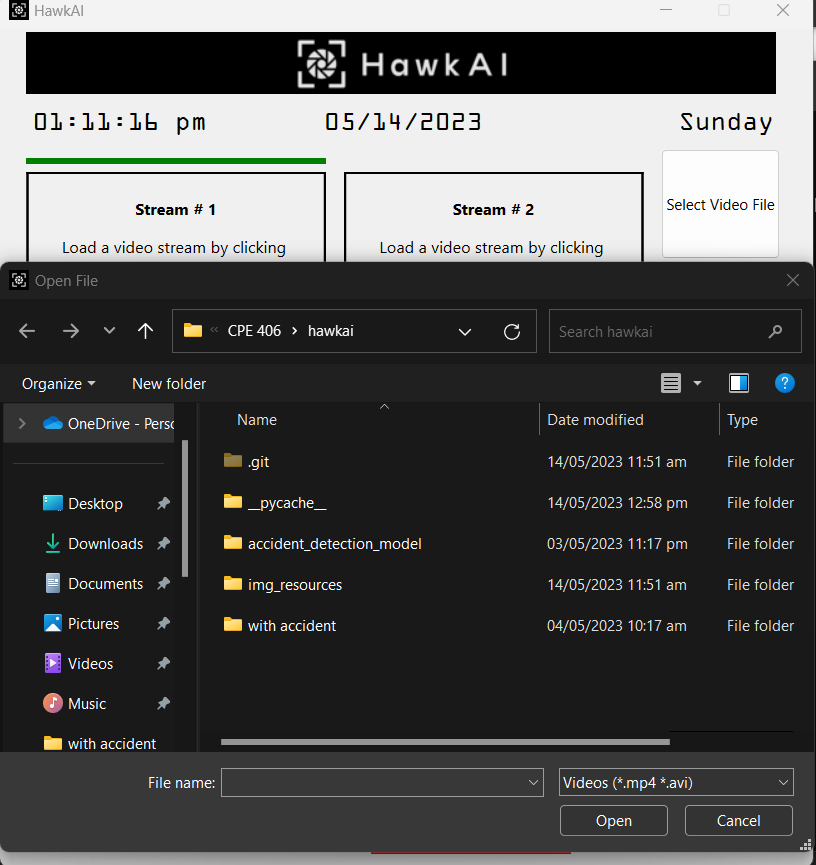 HawkAI
HawkAI
01:11:16 pm 05/14/2023 Sunday
Stream # 1
Load a video stream by clicking
Stream # 2
Load a video stream by clicking
Select Video File
Open File
« CPE 406 › hawkai
Search hawkai
Organize New folder
?
OneDrive - Perso
Desktop
Downloads
Documents
Pictures
Videos
Music
with accident
Name Date modified Type
.git 14/05/2023 11:51 am File folder
__pycache__ 14/05/2023 12:58 pm File folder
accident_detection_model 03/05/2023 11:17 pm File folder
img_resources 14/05/2023 11:51 am File folder
with accident 04/05/2023 10:17 am File folder
File name:
Videos (*.mp4 *.avi)
Open Cancel